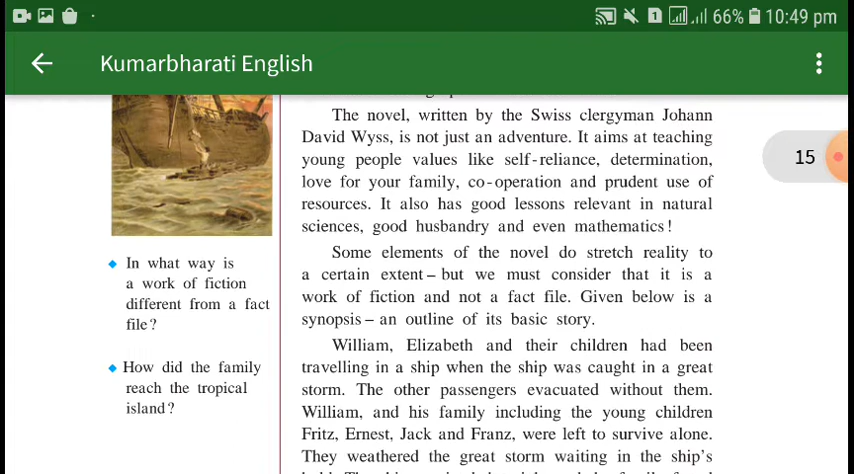 66% 10:49 pm
Kumarbharati English
The novel, written by the Swiss clergyman Johann
David Wyss, is not just an adventure. It aims at teaching
young people values like self-reliance, determination,
love for your family, co-operation and prudent use of
resources. It also has good lessons relevant in natural
sciences, good husbandry and even mathematics!
Some elements of the novel do stretch reality to
a certain extent – but we must consider that it is a
work of fiction and not a fact file. Given below is a
synopsis – an outline of its basic story.
William, Elizabeth and their children had been
travelling in a ship when the ship was caught in a great
storm. The other passengers evacuated without them.
William, and his family including the young children
Fritz, Ernest, Jack and Franz, were left to survive alone.
They weathered the great storm waiting in the ship's
15
In what way is
a work of fiction
different from a fact
file?
How did the family
reach the tropical
island?